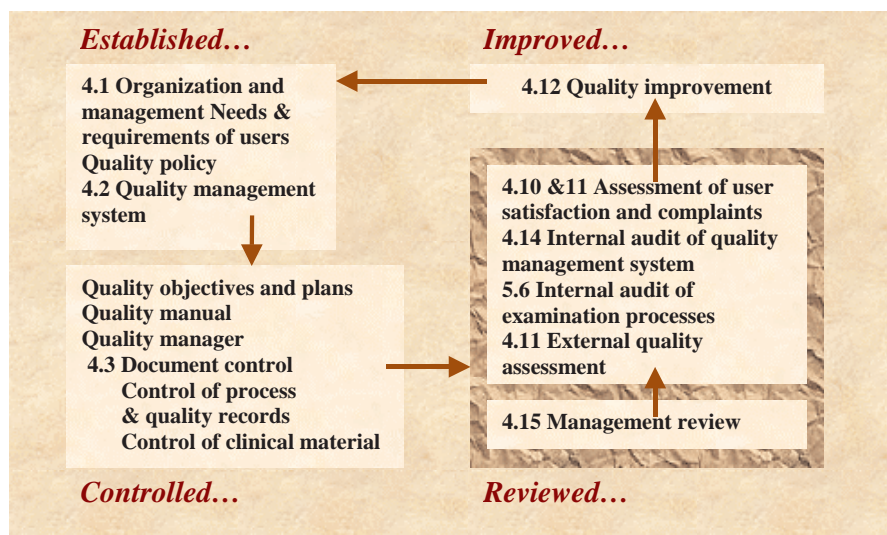 Established…
4.1 Organization and
management Needs &
requirements of users
Quality policy
4.2 Quality management
system
Quality objectives and plans
Quality manual
Quality manager
4.3 Document control
Control of process
& quality records
Control of clinical material
Controlled…
Improved…
4.12 Quality improvement
4.10 &11 Assessment of user
satisfaction and complaints
4.14 Internal audit of quality
management system
5.6 Internal audit of
examination processes
4.11 External quality
assessment
4.15 Management review
Reviewed…